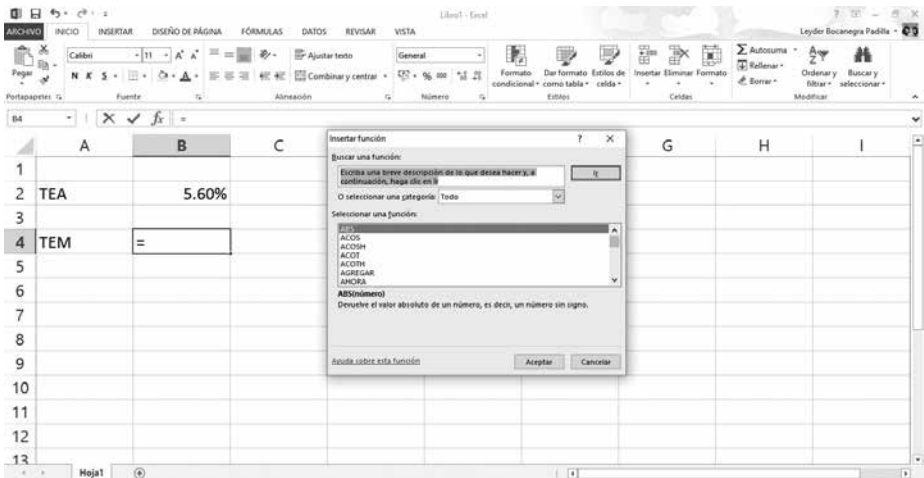 Libro1 - Excel
ARCHIVO INICIO INSERTAR DISEÑO DE PÁGINA FÓRMULAS DATOS REVISAR VISTA Leyder Bocanegra Padilla
Calibri 11 A A Ajustar texto General Σ Autosuma
Pegar N K S A Combinar y centrar % 000 Formato condicional Dar formato como tabla Estilos de celda Insertar Eliminar Formato Rellenar Borrar Ordenar y filtrar Buscar y seleccionar
Portapapeles Fuente Alineación Número Estilos Celdas Modificar
B4 fx =
A B C G H I
1
2 TEA 5.60%
3
4 TEM =
5
6
7
8
9
10
11
12
13
Insertar función ? ×
Buscar una función:
Escriba una breve descripción de lo que desea hacer y, a
continuación, haga clic en Ir
Ir
O seleccionar una categoría: Todo
Seleccionar una función:
ABS
ACOS
ACOSH
ACOT
ACOTH
AGREGAR
AHORA
ABS(número)
Devuelve el valor absoluto de un número, es decir, un número sin signo.
Ayuda sobre esta función Aceptar Cancelar
Hoja1